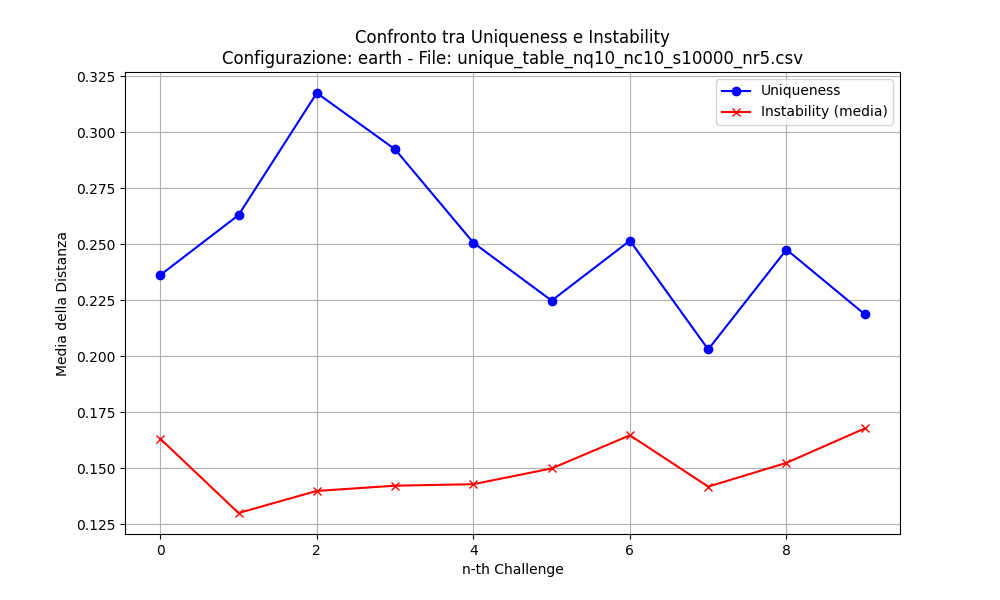 Confronto tra Uniqueness e Instability
Configurazione: earth - File: unique_table_nq10_nc10_s10000_nr5.csv
Uniqueness
Instability (media)
Media della Distanza
0.325
0.300
0.275
0.250
0.225
0.200
0.175
0.150
0.125
0 2 4 6 8
n-th Challenge